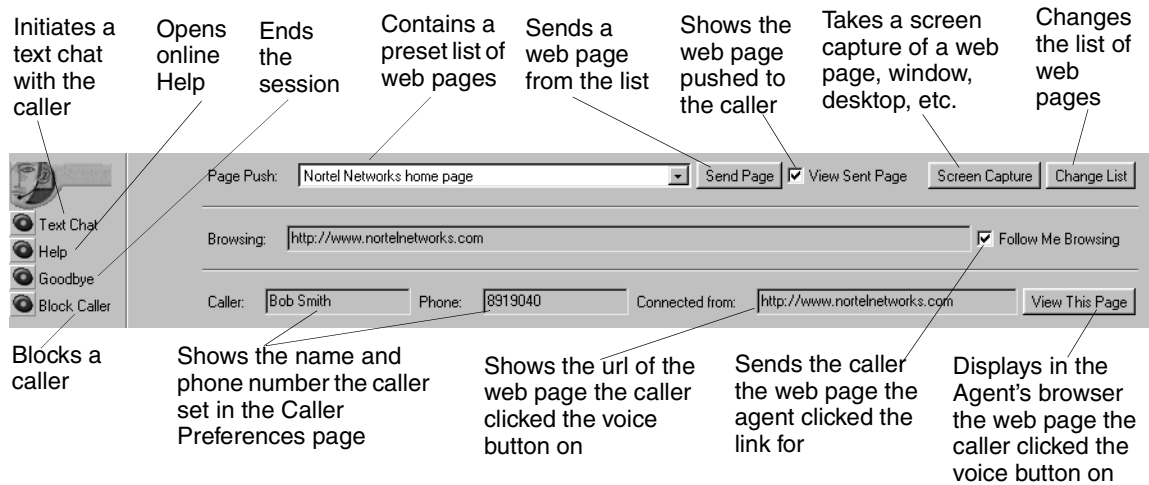 Initiates a
text chat
with the
caller
Opens
online
Help
Ends
the
session
Contains a
preset list of
web pages
Sends a
web page
from the list
Shows the
web page
pushed to
the caller
Takes a screen
capture of a web
page, window,
desktop, etc.
Changes
the list of
web
pages
Page Push: Nortel Networks home page Send Page View Sent Page Screen Capture Change List
Text Chat
Help
Goodbye
Block Caller
Browsing: http://www.nortelnetworks.com Follow Me Browsing
Caller: Bob Smith Phone: 8919040 Connected from: http://www.nortelnetworks.com View This Page
Blocks a
caller
Shows the name and
phone number the caller
set in the Caller
Preferences page
Shows the url of the
web page the caller
clicked the voice
button on
Sends the caller
the web page the
agent clicked the
link for
Displays in the
Agent's browser
the web page the
caller clicked the
voice button on